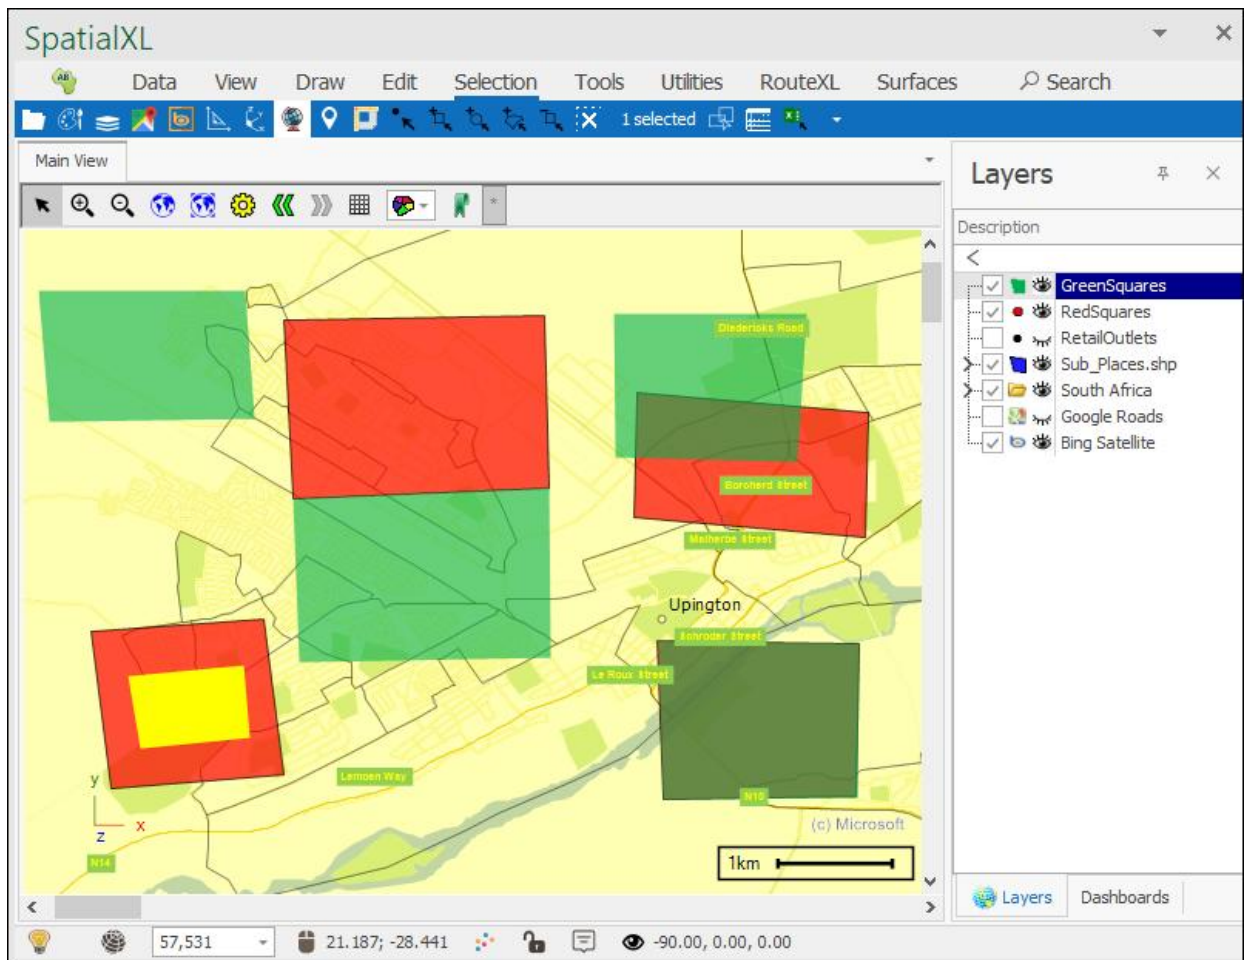 SpatialXL
AB
Data View Draw Edit Selection Tools Utilities RouteXL Surfaces Search
1 selected
Main View
Layers
Description
GreenSquares
RedSquares
RetailOutlets
Sub_Places.shp
South Africa
Google Roads
Bing Satellite
Diedericks Road
Borcherd Street
Malherbe Street
Upington
Schroder Street
Le Roux Street
Lemoen Way
N10
y
x
z
(c) Microsoft
N14
1km
Layers Dashboards
57,531 21.187; -28.441 -90.00, 0.00, 0.00